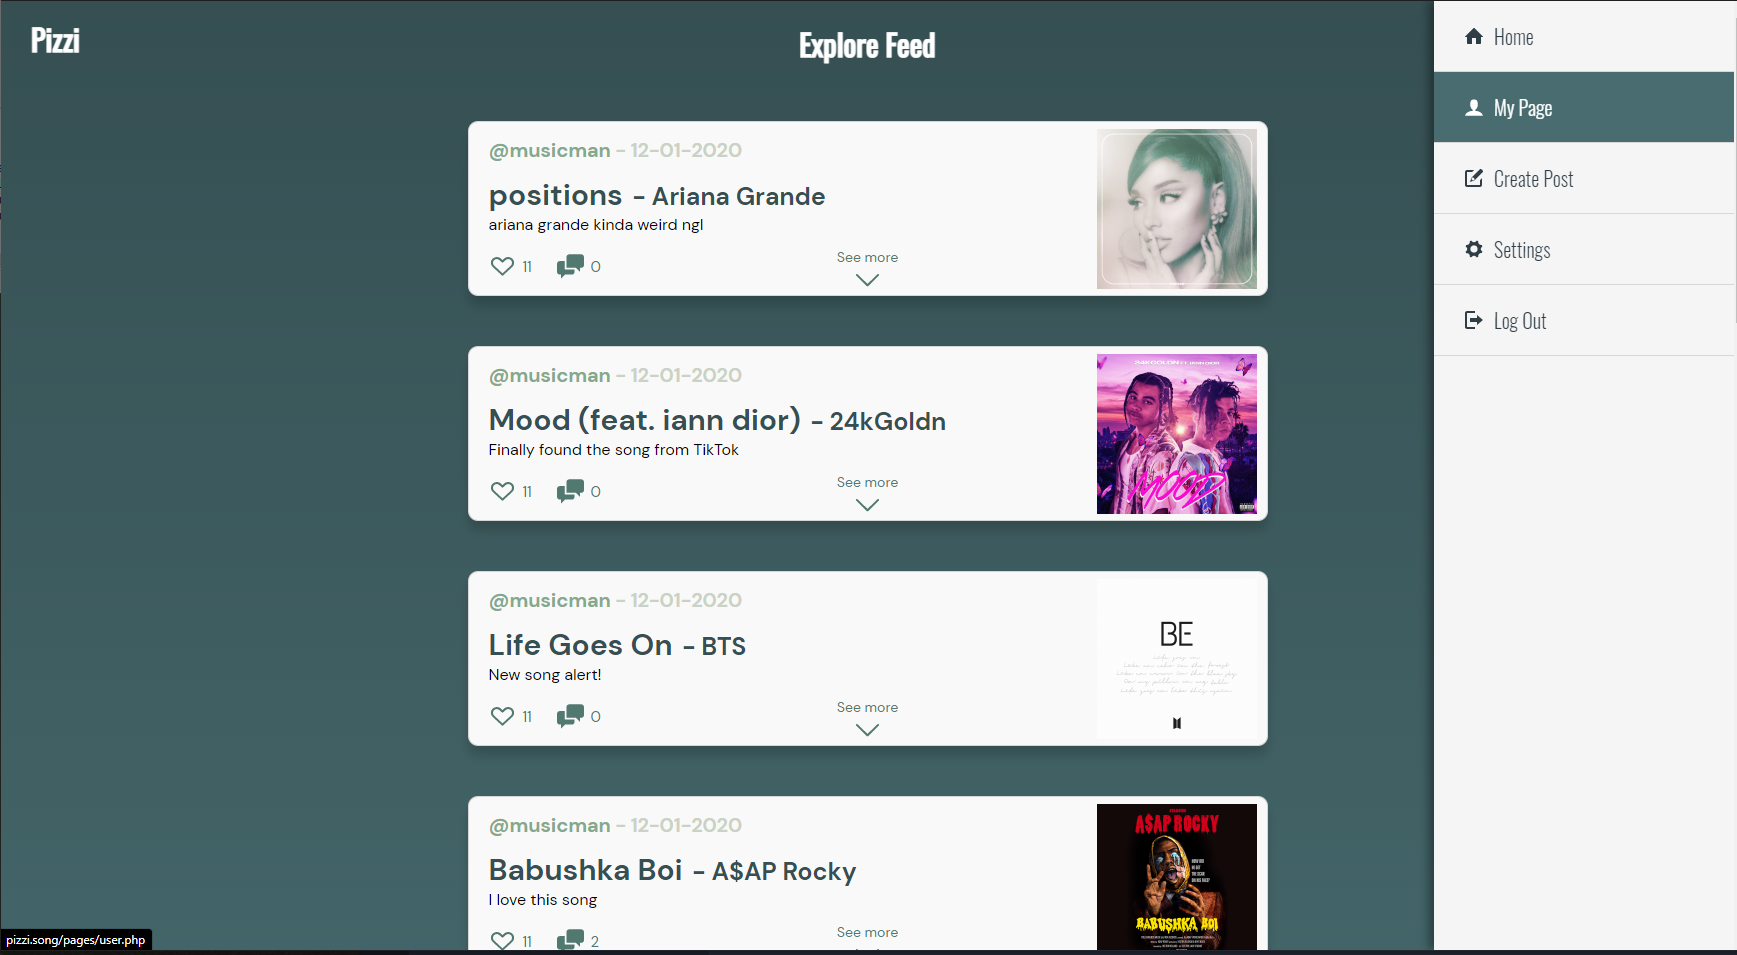 Pizzi
Explore Feed
Home
My Page
Create Post
Settings
Log Out
@musicman - 12-01-2020
positions - Ariana Grande
ariana grande kinda weird ngl
11 0
See more
@musicman - 12-01-2020
Mood (feat. iann dior) - 24kGoldn
Finally found the song from TikTok
11 0
See more
24KGOLDN FT. IANN DIOR
MOOD
@musicman - 12-01-2020
Life Goes On - BTS
New song alert!
11 0
See more
BE
@musicman - 12-01-2020
Babushka Boi - A$AP Rocky
I love this song
11 2
See more
A$AP ROCKY
BABUSHKA BOI
pizzi.song/pages/user.php